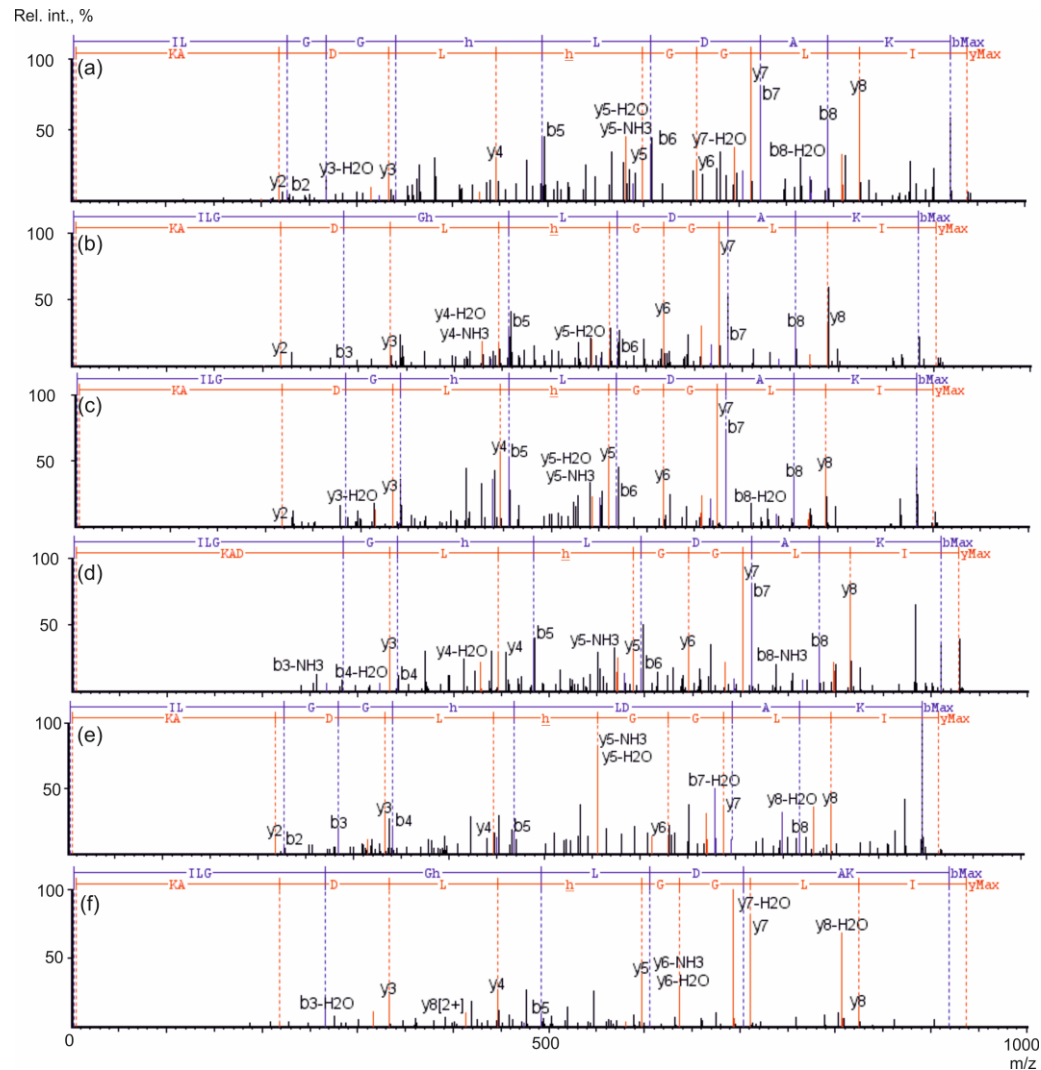 Rel. int., %
IL G G h L D A K bMax
KA D L h G G L I yMax
100
(a)
y7
b7
y8
y5-H2O
y5-NH3
b8
50
b5
b6
y7-H2O
b8-H2O
y3-H2O
y3
y4
y5
y6
y2
b2
ILG Gh L D A K bMax
KA D L h G G L I yMax
100
(b)
y7
50
y4-H2O
y4-NH3
b5
y5-H2O
y6
b7
b8
y8
y2
b3
y3
b6
ILG G h L D A K bMax
KA D L h G G L I yMax
100
(c)
y7
b7
50
y4
b5
y5-H2O
y5-NH3
y5
y6
b8
y8
y3-H2O
y3
b6
b8-H2O
y2
ILG G h L D A K bMax
KAD L h G G L I yMax
100
(d)
y7
b7
y8
50
y3
y4-H2O
y4
b5
y5-NH3
y5
y6
b8
b3-NH3
b4-H2O
b4
b6
b8-NH3
IL G G h LD A K bMax
KA D L h G G L I yMax
100
(e)
y5-NH3
y5-H2O
50
b7-H2O
y3
b4
b3
y7
y8-H2O
y8
y2
b2
y4
b5
y6
b8
ILG Gh L D AK bMax
KA D L h G G L I yMax
100
(f)
y7-H2O
y7
y8-H2O
50
y3
y4
y5
y6-NH3
y6-H2O
b3-H2O
y8[2+]
b5
y8
0
0 500 1000
m/z